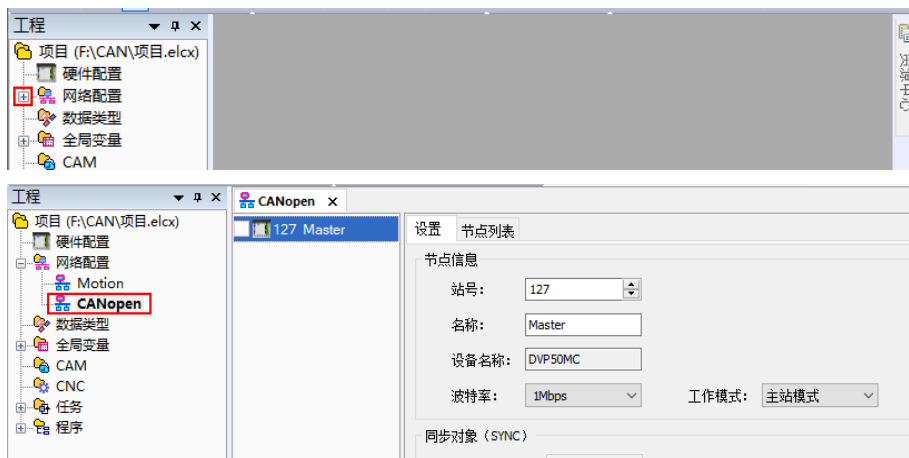 工程
项目 (F:\CAN\项目.elcx)
硬件配置
网络配置
数据类型
全局变量
CAM
工程
项目 (F:\CAN\项目.elcx)
硬件配置
网络配置
Motion
CANopen
数据类型
全局变量
CAM
CNC
任务
程序
CANopen x
127 Master
设置 节点列表
节点信息
站号: 127
名称: Master
设备名称: DVP50MC
波特率: 1Mbps 工作模式: 主站模式
同步对象 (SYNC)